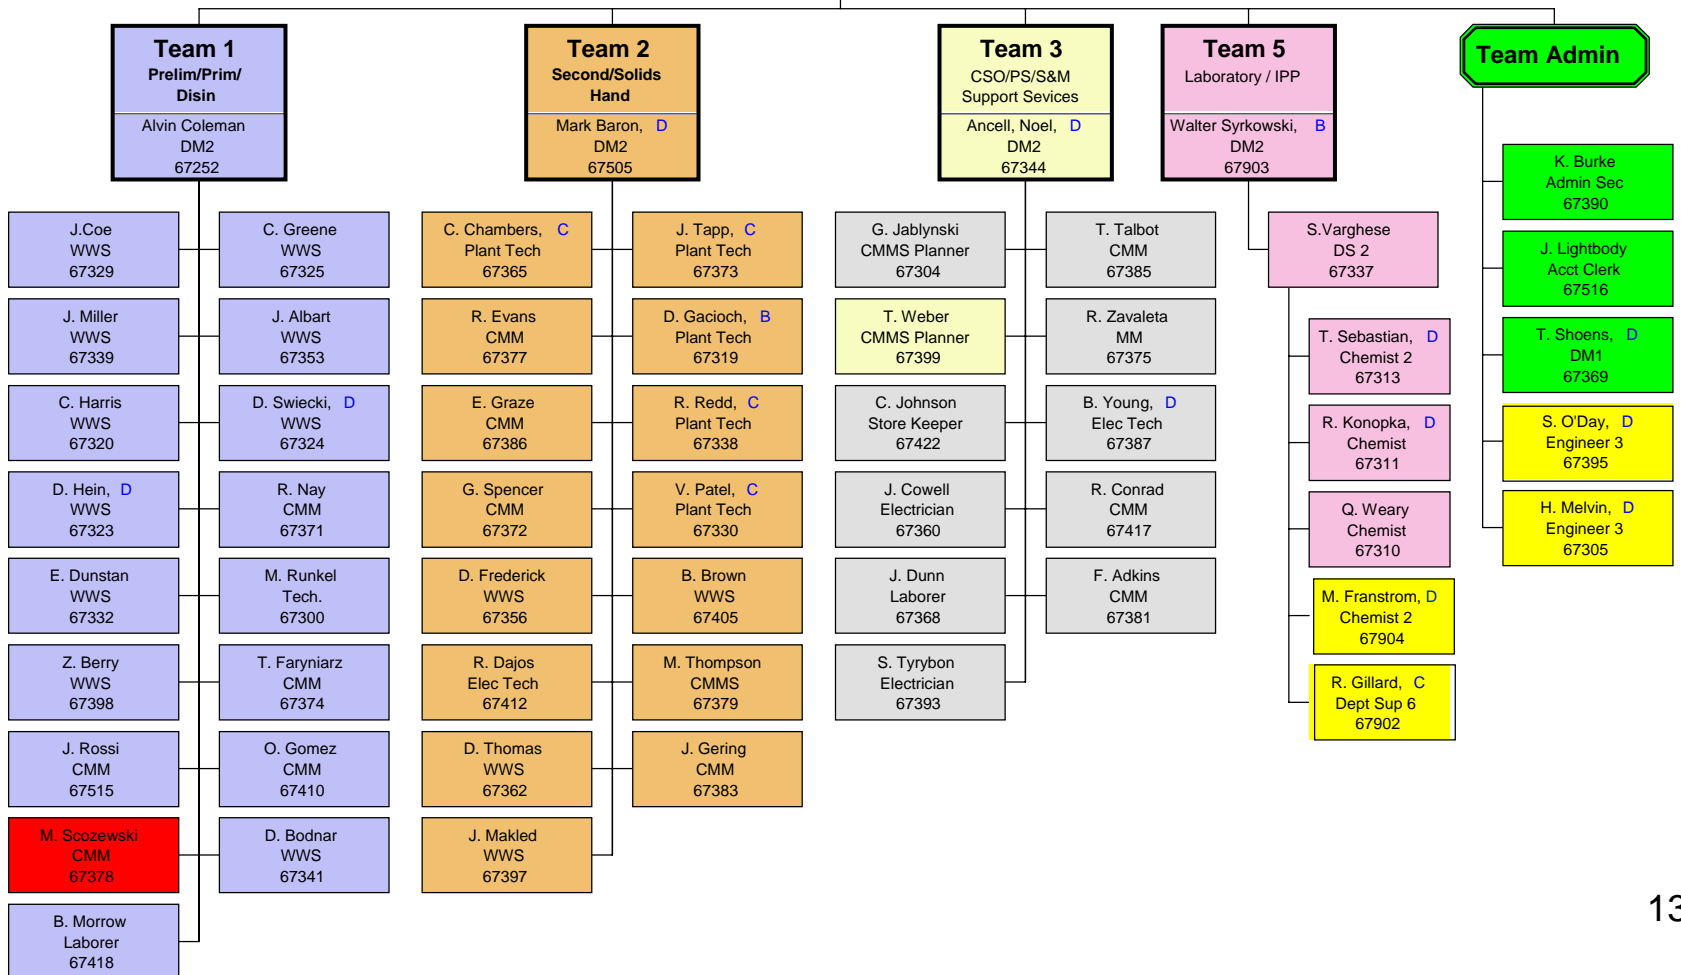 Team 1
Prelim/Prim/
Disin
Alvin Coleman
DM2
67252
J.Coe
WWS
67329
C. Greene
WWS
67325
J. Miller
WWS
67339
J. Albart
WWS
67353
C. Harris
WWS
67320
D. Swiecki, D
WWS
67324
D. Hein, D
WWS
67323
R. Nay
CMM
67371
E. Dunstan
WWS
67332
M. Runkel
Tech.
67300
Z. Berry
WWS
67398
T. Faryniarz
CMM
67374
J. Rossi
CMM
67515
O. Gomez
CMM
67410
M. Scozewski
CMM
67378
D. Bodnar
WWS
67341
B. Morrow
Laborer
67418
Team 2
Second/Solids
Hand
Mark Baron, D
DM2
67505
C. Chambers, C
Plant Tech
67365
J. Tapp, C
Plant Tech
67373
R. Evans
CMM
67377
D. Gacioch, B
Plant Tech
67319
E. Graze
CMM
67386
R. Redd, C
Plant Tech
67338
G. Spencer
CMM
67372
V. Patel, C
Plant Tech
67330
D. Frederick
WWS
67356
B. Brown
WWS
67405
R. Dajos
Elec Tech
67412
M. Thompson
CMMS
67379
D. Thomas
WWS
67362
J. Gering
CMM
67383
J. Makled
WWS
67397
Team 3
CSO/PS/S&M
Support Sevices
Ancell, Noel, D
DM2
67344
G. Jablynski
CMMS Planner
67304
T. Talbot
CMM
67385
T. Weber
CMMS Planner
67399
R. Zavaleta
MM
67375
C. Johnson
Store Keeper
67422
B. Young, D
Elec Tech
67387
J. Cowell
Electrician
67360
R. Conrad
CMM
67417
J. Dunn
Laborer
67368
F. Adkins
CMM
67381
S. Tyrybon
Electrician
67393
Team 5
Laboratory / IPP
Walter Syrkowski, B
DM2
67903
S.Varghese
DS 2
67337
T. Sebastian, D
Chemist 2
67313
R. Konopka, D
Chemist
67311
Q. Weary
Chemist
67310
M. Franstrom, D
Chemist 2
67904
R. Gillard, C
Dept Sup 6
67902
Team Admin
K. Burke
Admin Sec
67390
J. Lightbody
Acct Clerk
67516
T. Shoens, D
DM1
67369
S. O'Day, D
Engineer 3
67395
H. Melvin, D
Engineer 3
67305
13